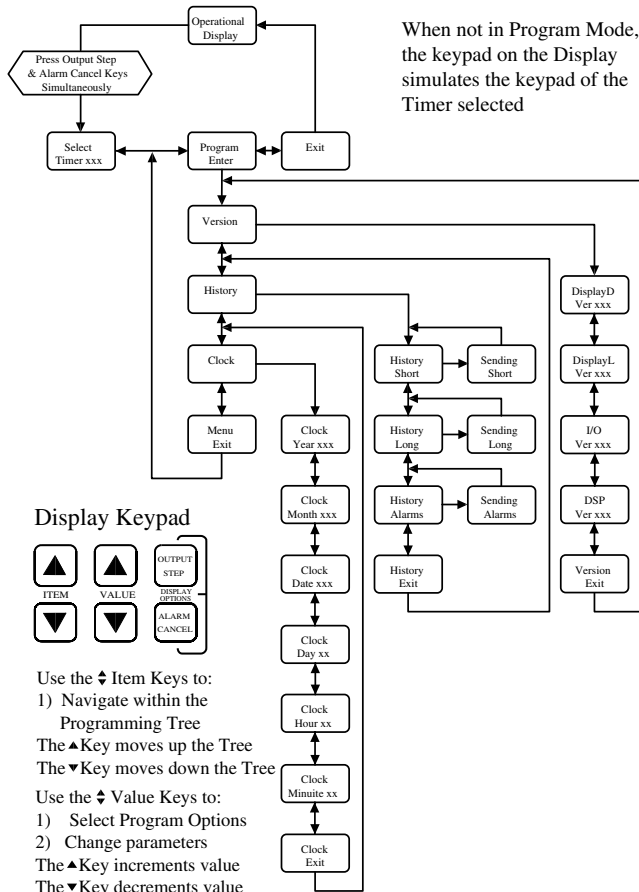 Operational
Display
When not in Program Mode,
the keypad on the Display
simulates the keypad of the
Timer selected
Press Output Step
& Alarm Cancel Keys
Simultaneously
Select
Timer xxx
Program
Enter
Exit
Version
History
Clock
Menu
Exit
Clock
Year xxx
Clock
Month xxx
Clock
Date xxx
Clock
Day xx
Clock
Hour xx
Clock
Minuite xx
Clock
Exit
History
Short
Sending
Short
History
Long
Sending
Long
History
Alarms
Sending
Alarms
History
Exit
DisplayD
Ver xxx
DisplayL
Ver xxx
I/O
Ver xxx
DSP
Ver xxx
Version
Exit
Display Keypad
OUTPUT
STEP
ITEM
VALUE
DISPLAY
OPTIONS
ALARM
CANCEL
Use the ▲▼ Item Keys to:
1) Navigate within the
Programming Tree
The ▲Key moves up the Tree
The ▼Key moves down the Tree
Use the ▲▼ Value Keys to:
1) Select Program Options
2) Change parameters
The ▲Key increments value
The ▼Key decrements value